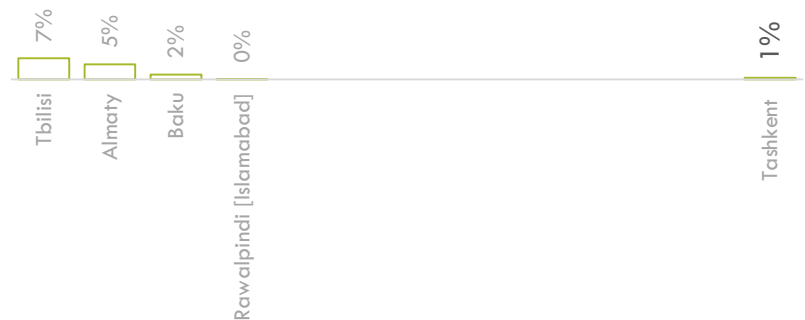 7%
5%
2%
0%
1%
Tbilisi
Almaty
Baku
Rawalpindi [Islamabad]
Tashkent